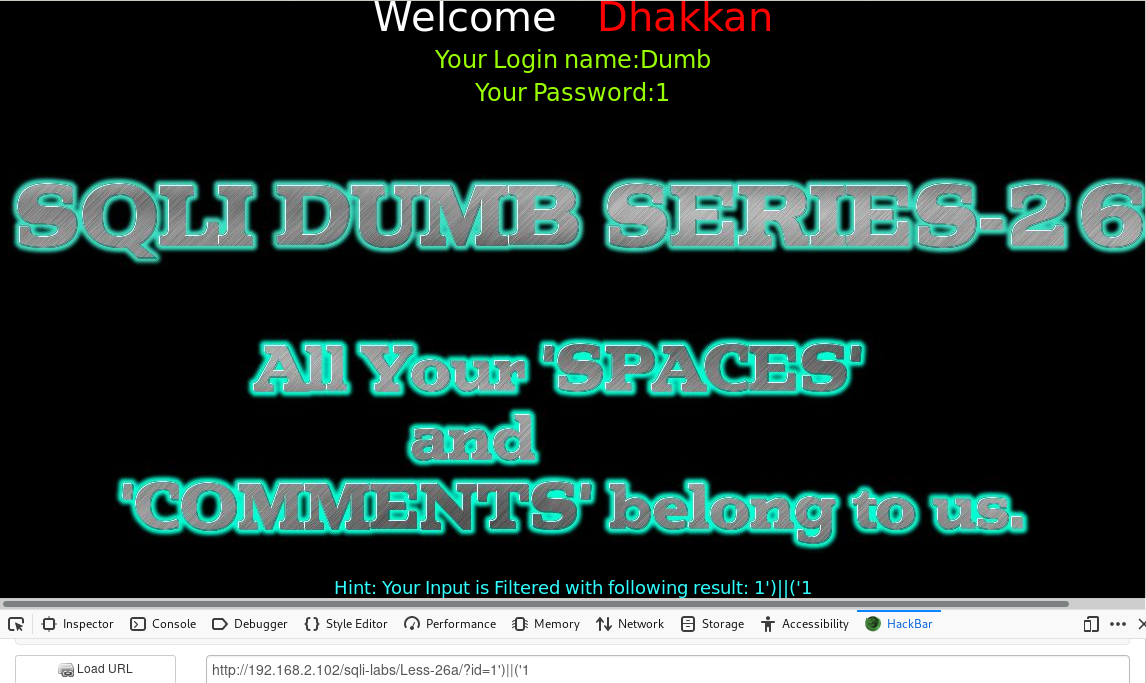 Welcome Dhakkan
Your Login name:Dumb
Your Password:1
SQLI DUMB SERIES-26
All Your 'SPACES'
and
'COMMENTS' belong to us.
Hint: Your Input is Filtered with following result: 1')||('1
Inspector Console Debugger Style Editor Performance Memory Network Storage Accessibility HackBar
Load URL http://192.168.2.102/sqli-labs/Less-26a/?id=1')||('1